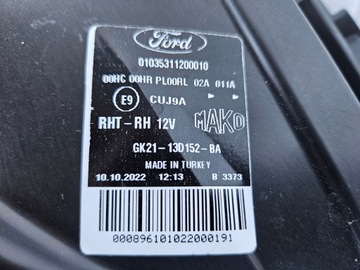 Ford
01035311200010
00HC 00HR PL00RL 02A 011A
E9 CUJ9A
RHT-RH 12V MAKO
GK21-13D152-BA
MADE IN TURKEY
10.10.2022 12:13 B 3373
000896101022000191